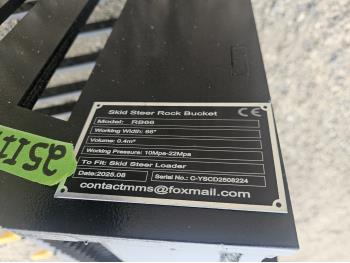 Skid Steer Rock Bucket CE
Model: RB66
Working Width: 66"
Volume: 0.4m³
Working Pressure: 10Mpa-22Mpa
To Fit: Skid Steer Loader
Date:2025.08 Serial No.: C-YSCD2508224
contactmms@foxmail.com